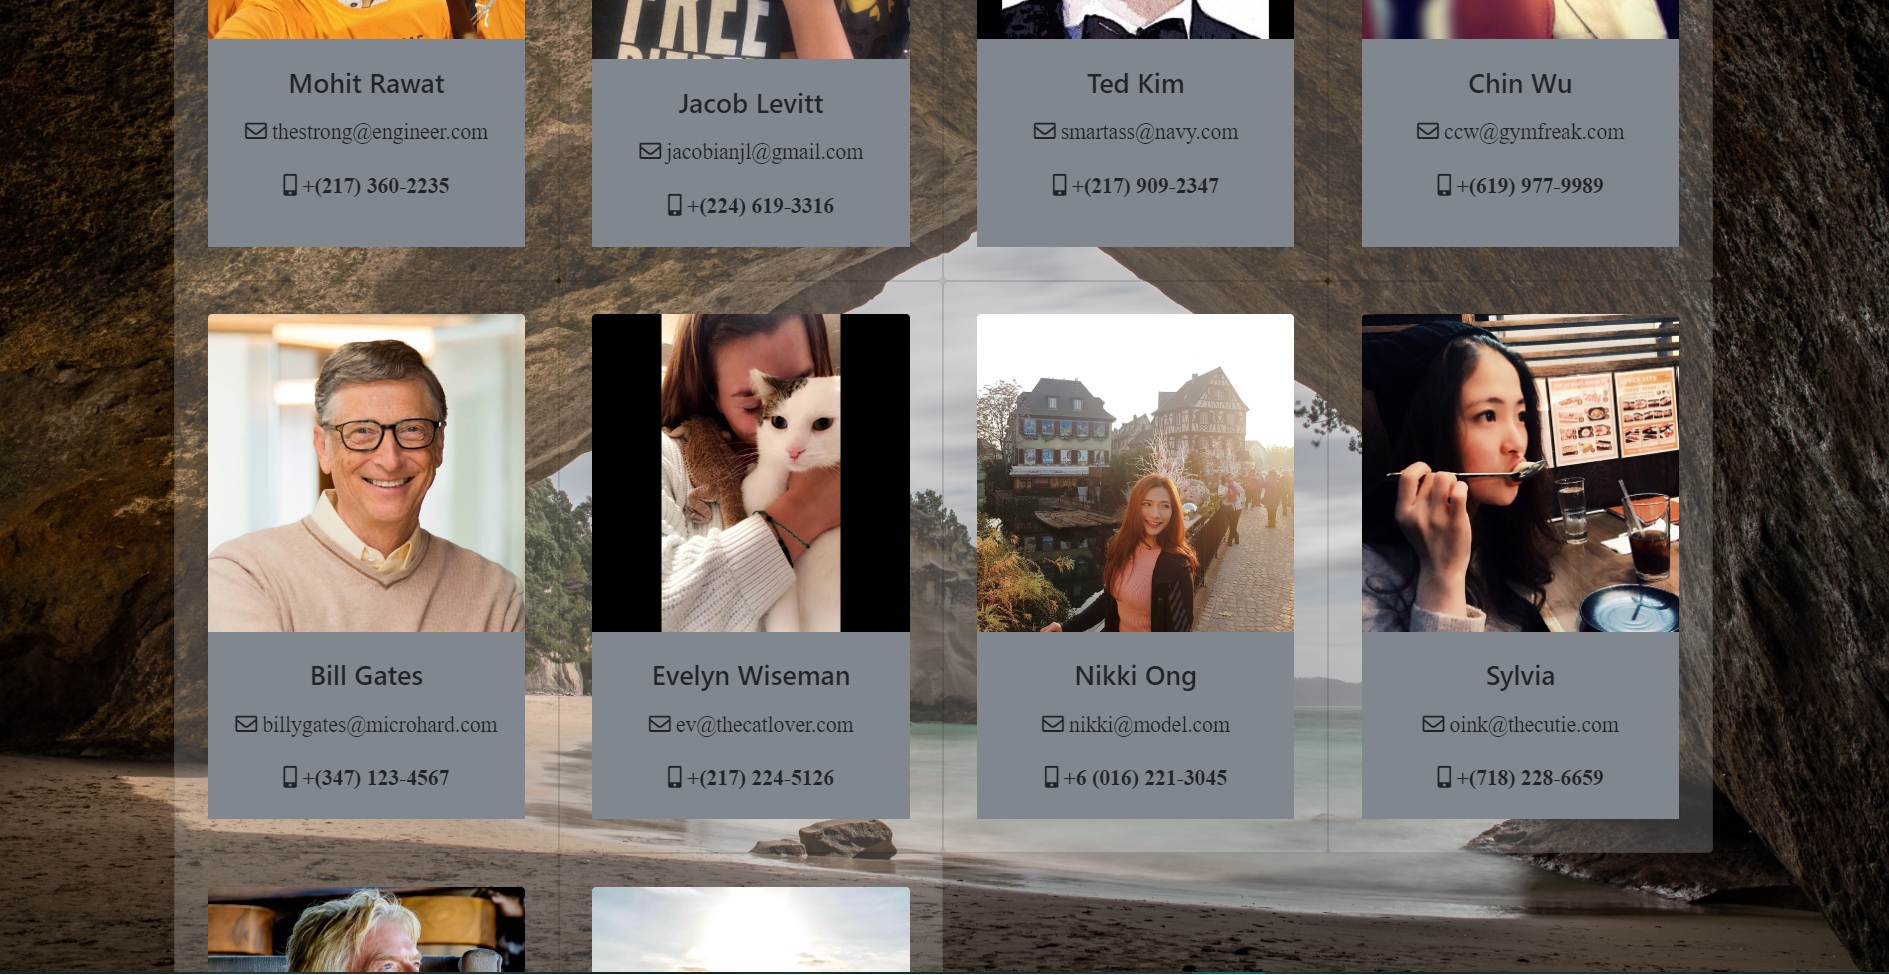 FREE
Mohit Rawat
thestrong@engineer.com
+(217) 360-2235
Jacob Levitt
jacobianjl@gmail.com
+(224) 619-3316
Ted Kim
smartass@navy.com
+(217) 909-2347
Chin Wu
ccw@gymfreak.com
+(619) 977-9989
Bill Gates
billygates@microhard.com
+(347) 123-4567
Evelyn Wiseman
ev@thecatlover.com
+(217) 224-5126
Nikki Ong
nikki@model.com
+6 (016) 221-3045
Sylvia
oink@thecutie.com
+(718) 228-6659